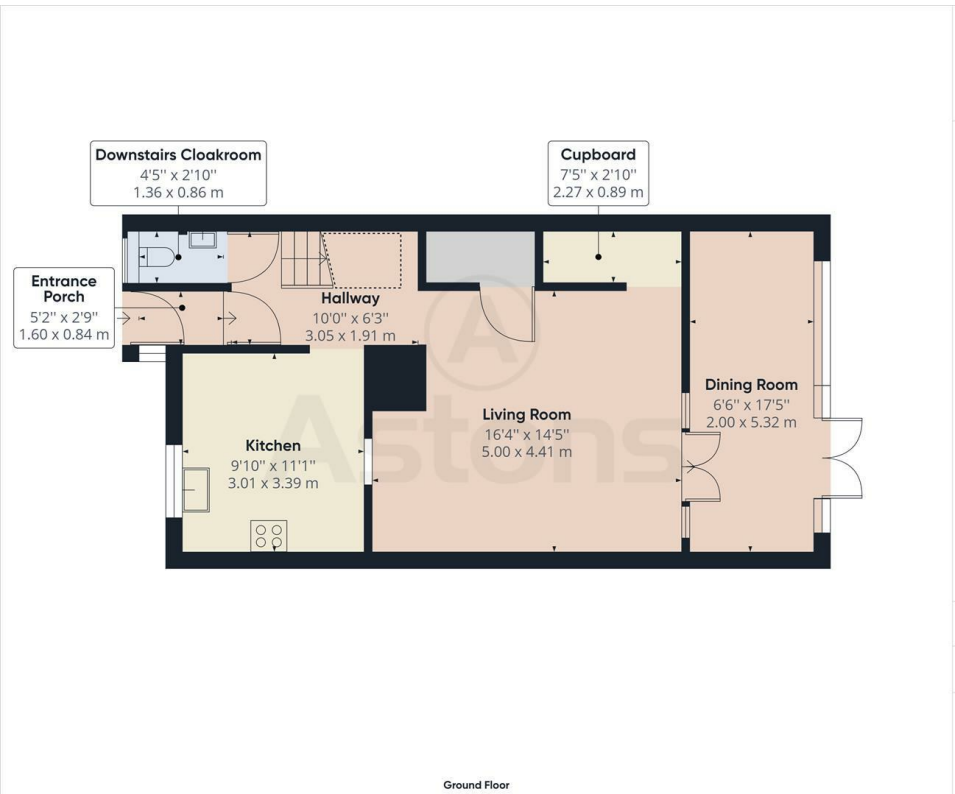 Downstairs Cloakroom
4'5'' x 2'10''
1.36 x 0.86 m
Cupboard
7'5'' x 2'10''
2.27 x 0.89 m
Entrance
Porch
5'2'' x 2'9''
1.60 x 0.84 m
Hallway
10'0'' x 6'3''
3.05 x 1.91 m
A
Astons
Dining Room
6'6'' x 17'5''
2.00 x 5.32 m
Living Room
16'4'' x 14'5''
5.00 x 4.41 m
Kitchen
9'10'' x 11'1''
3.01 x 3.39 m
Ground Floor